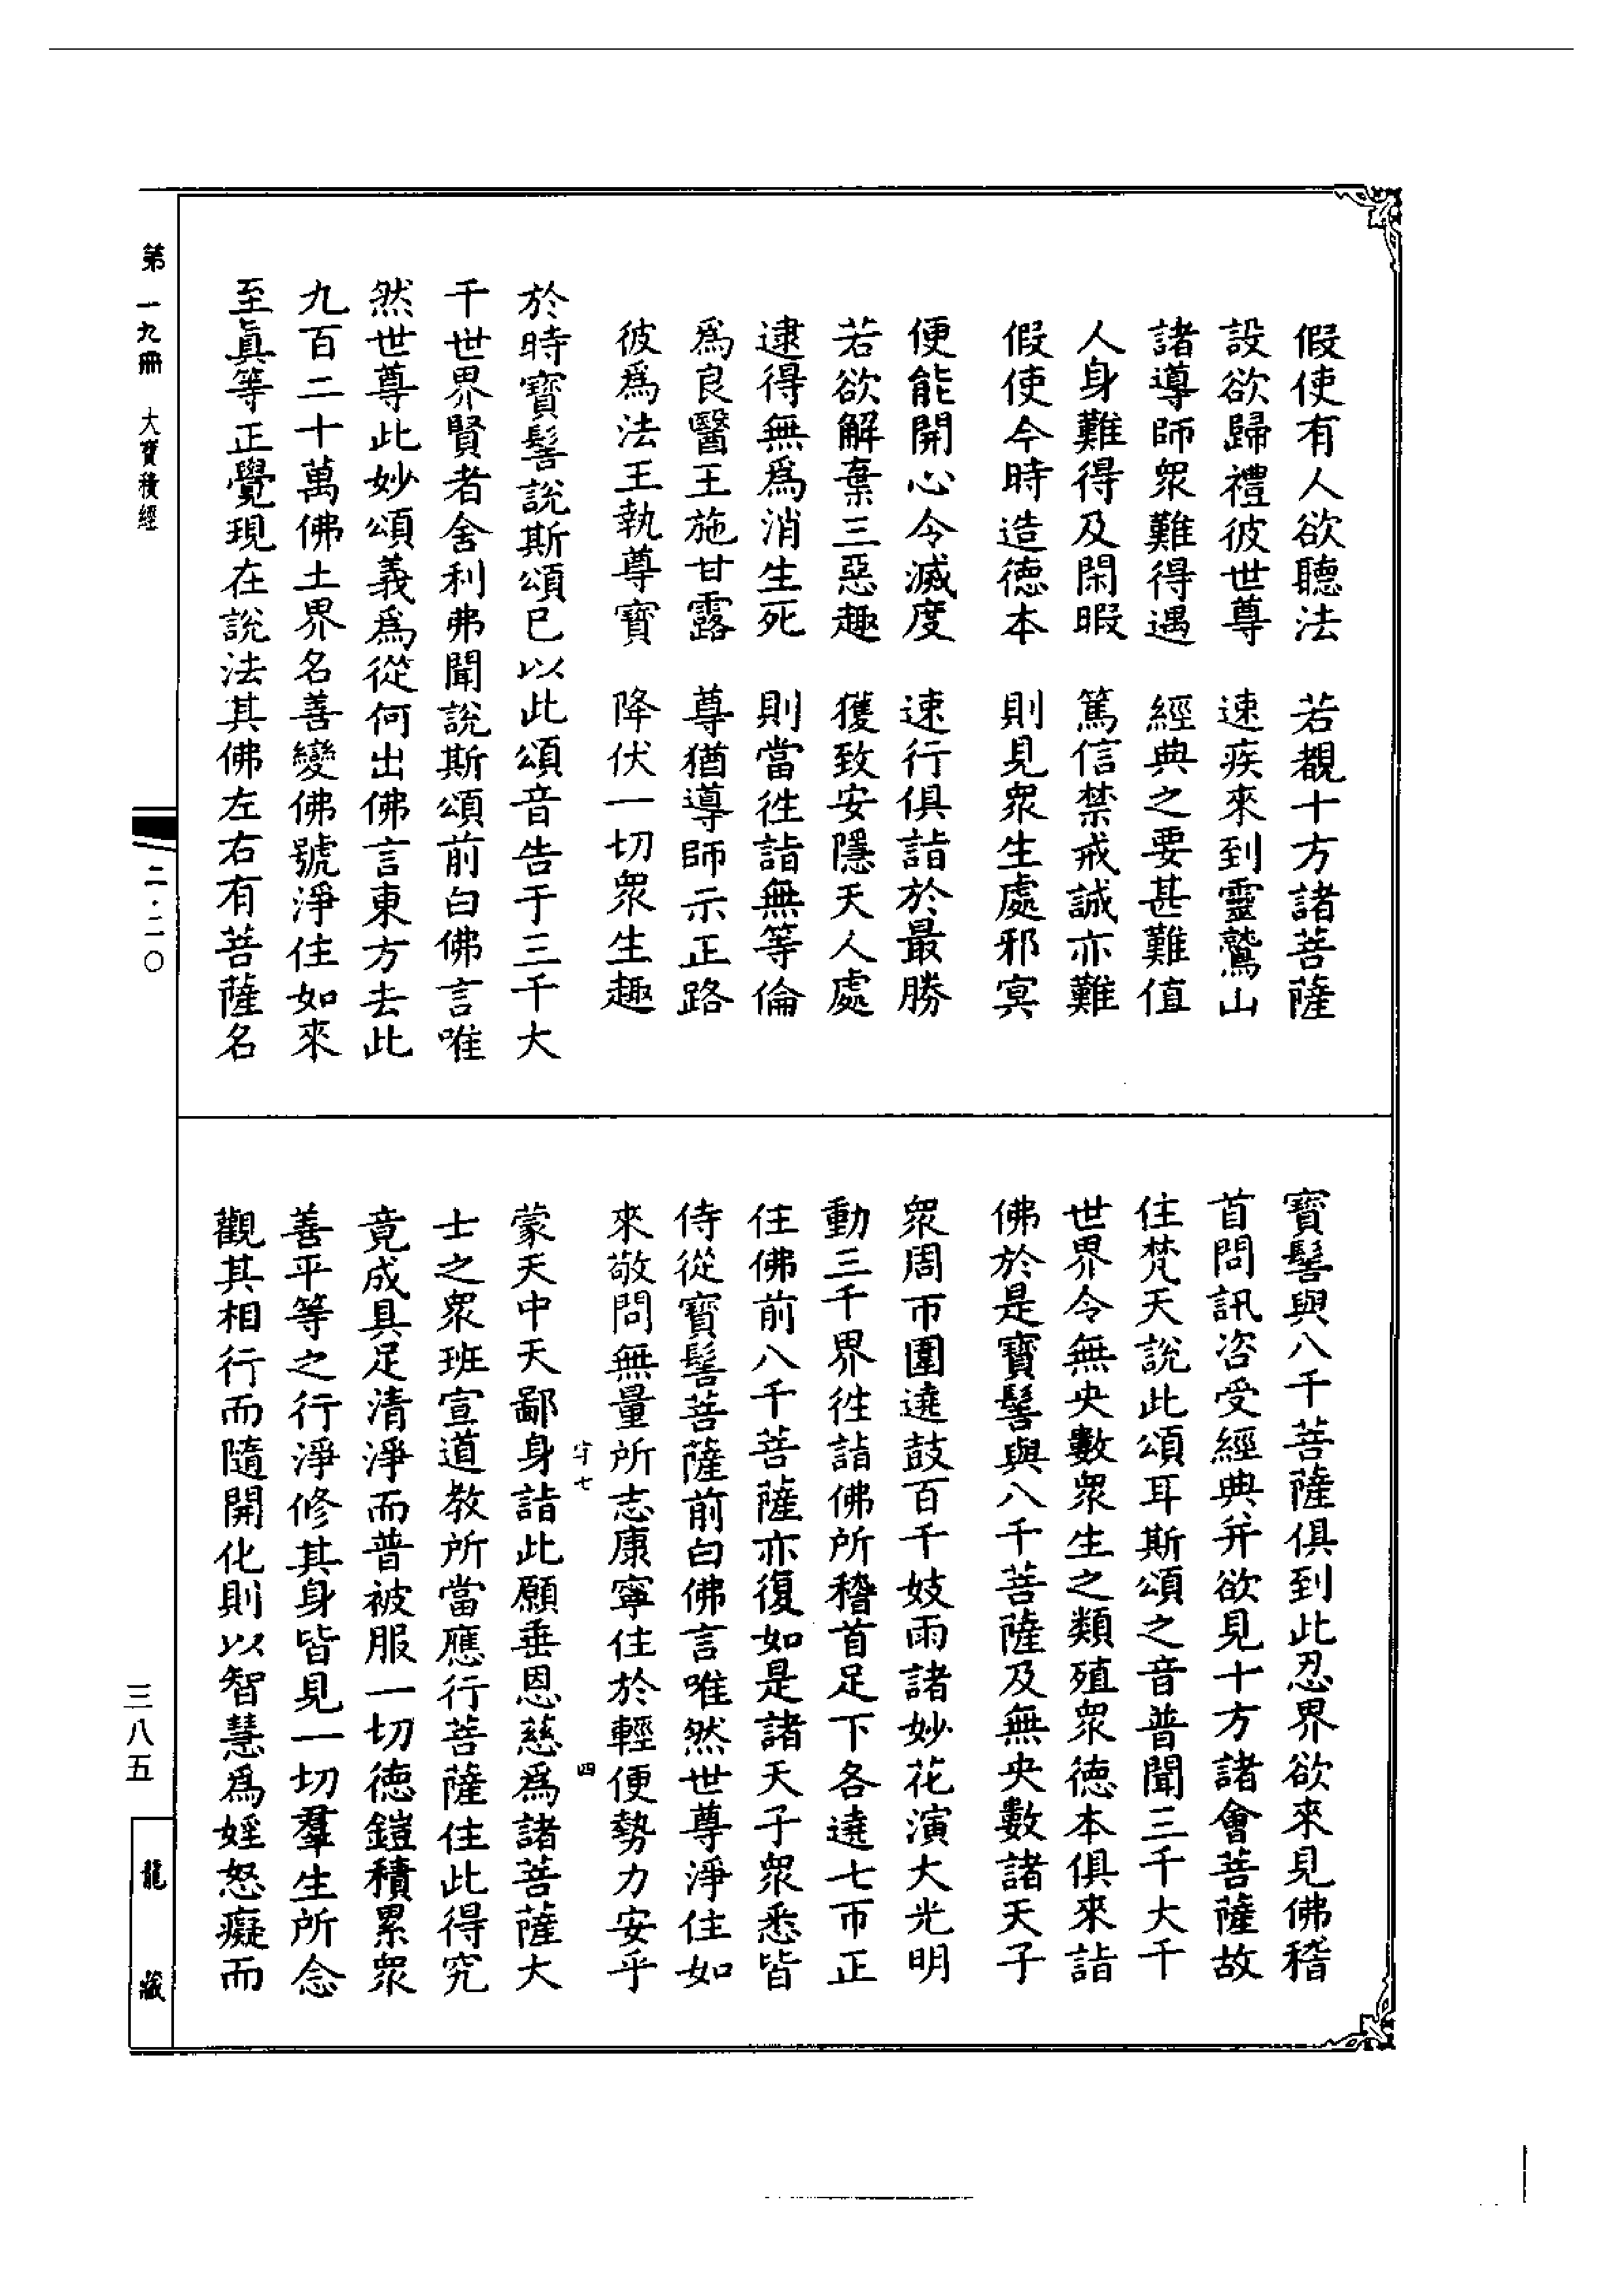 假使有人欲聽法　若覩十方諸菩薩
設欲歸禮彼世尊　速疾來到靈鷲山
諸導師衆難得遇　經典之要甚難值
人身難得及閑暇　篤信禁戒誠亦難
假使今時造德本　則見衆生處邪冥
便能開心令滅度　速行俱詣於最勝
若欲解棄三惡趣　獲致安隱天人處
逮得無爲消生死　則當徃詣無等倫
爲良醫王施甘露　尊猶導師示正路
彼爲法王執尊寶　降伏一切衆生趣
於時寶髻說斯頌已以此頌音告于三千大
千世界賢者舍利弗聞說斯頌前白佛言唯
然世尊此妙頌義爲從何出佛言東方去此
九百二十萬佛土界名善變佛號淨住如來
至眞等正覺現在說法其佛左右有菩薩名
寶髻與八千菩薩俱到此忍界欲來見佛稽
首問訊咨受經典并欲見十方諸會菩薩故
住梵天說此頌耳斯頌之音普聞三千大千
世界令無央數衆生之類殖衆德本俱來詣
佛於是寶髻與八千菩薩及無央數諸天子
衆周帀圍遶鼓百千妓雨諸妙花演大光明
動三千界徃詣佛所稽首足下各遶七帀正
住佛前八千菩薩亦復如是諸天子衆悉皆
侍從寶髻菩薩前白佛言唯然世尊淨住如
來敬問無量所志康寧住於輕便勢力安乎
蒙天中天鄙身詣此願垂恩慈爲諸菩薩大
士之衆班宣道教所當應行菩薩住此得究
竟成具足清淨而普被服一切德鎧積累衆
善平等之行淨修其身皆見一切羣生所念
觀其相行而隨開化則以智慧爲婬怒癡而
七
四
第一九冊　大寶積經
二·二〇
三八五
龍藏